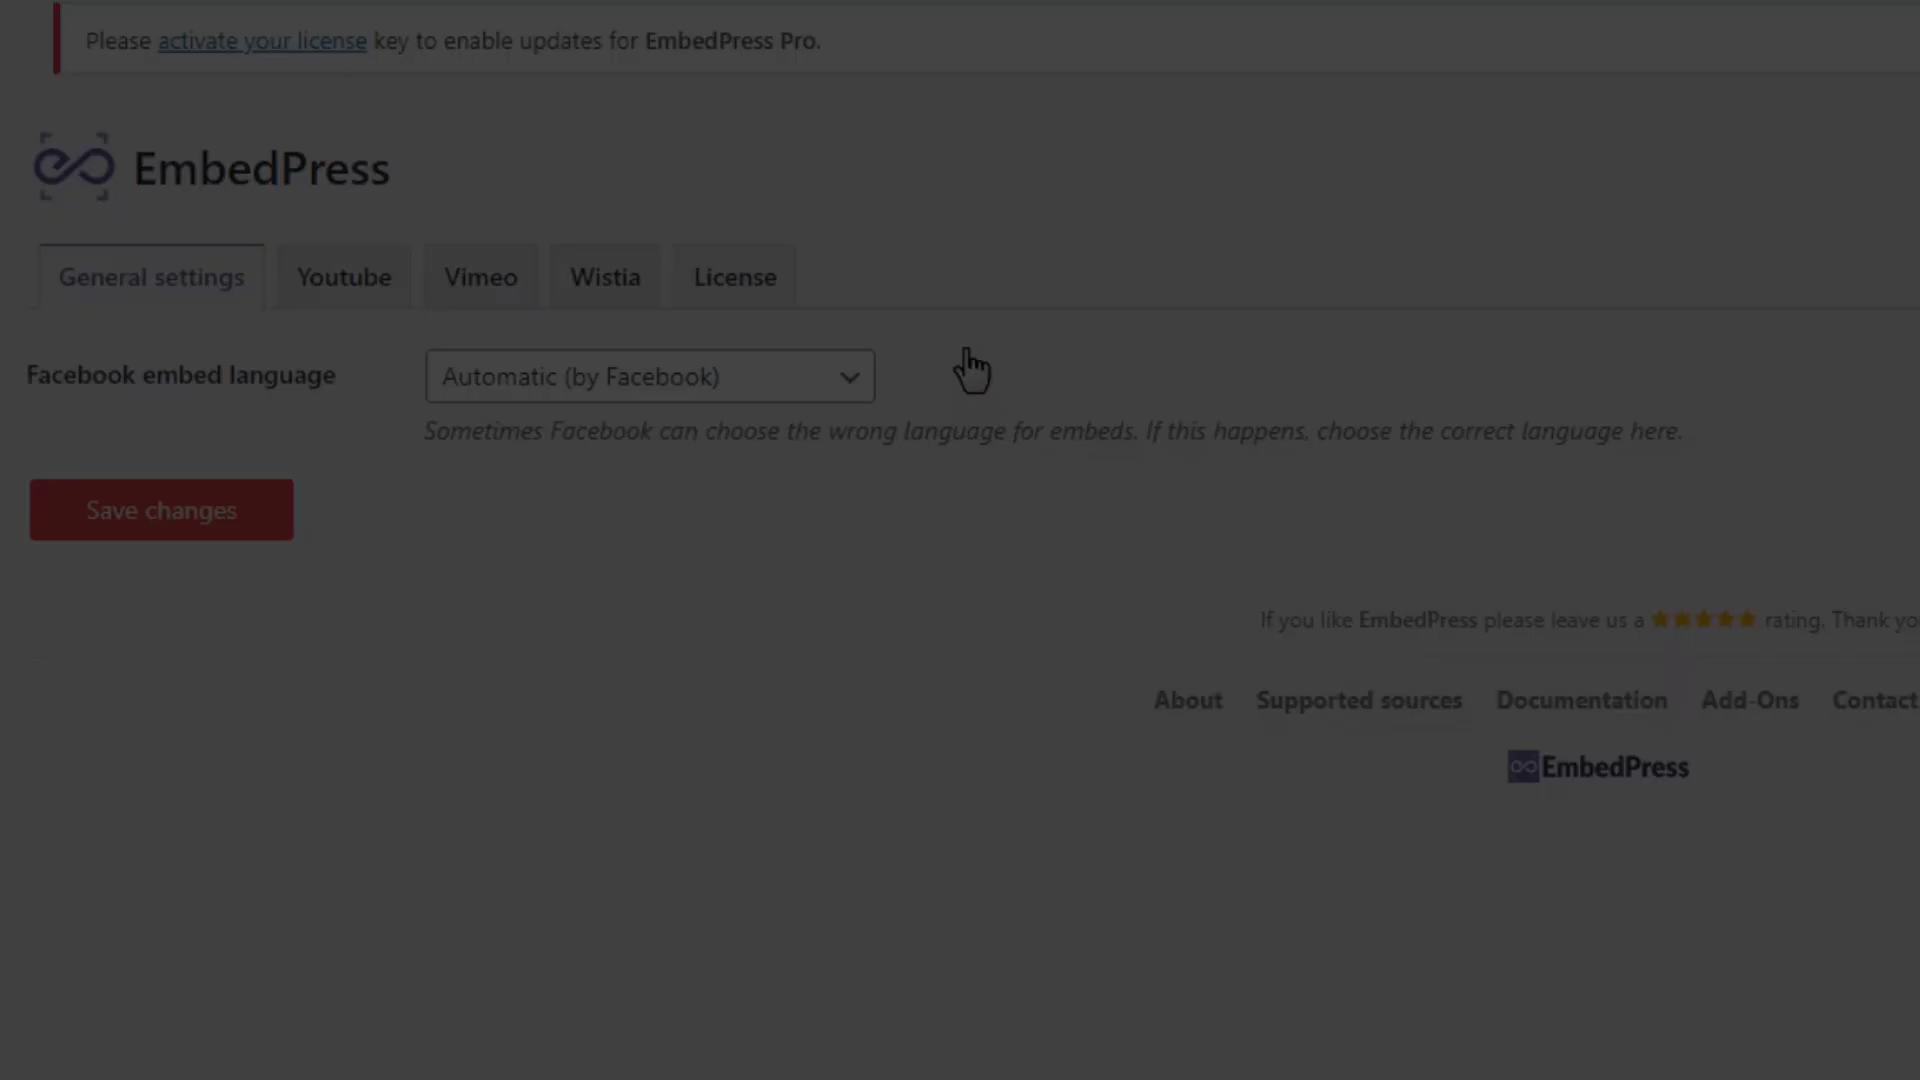 Please activate your license key to enable updates for EmbedPress Pro.
EmbedPress
General settings Youtube Vimeo Wistia License
Facebook embed language Automatic (by Facebook)
Sometimes Facebook can choose the wrong language for embeds. If this happens, choose the correct language here.
Save changes
If you like EmbedPress please leave us a ★★★★★ rating. Thank yo
About Supported sources Documentation Add-Ons Contact
EmbedPress